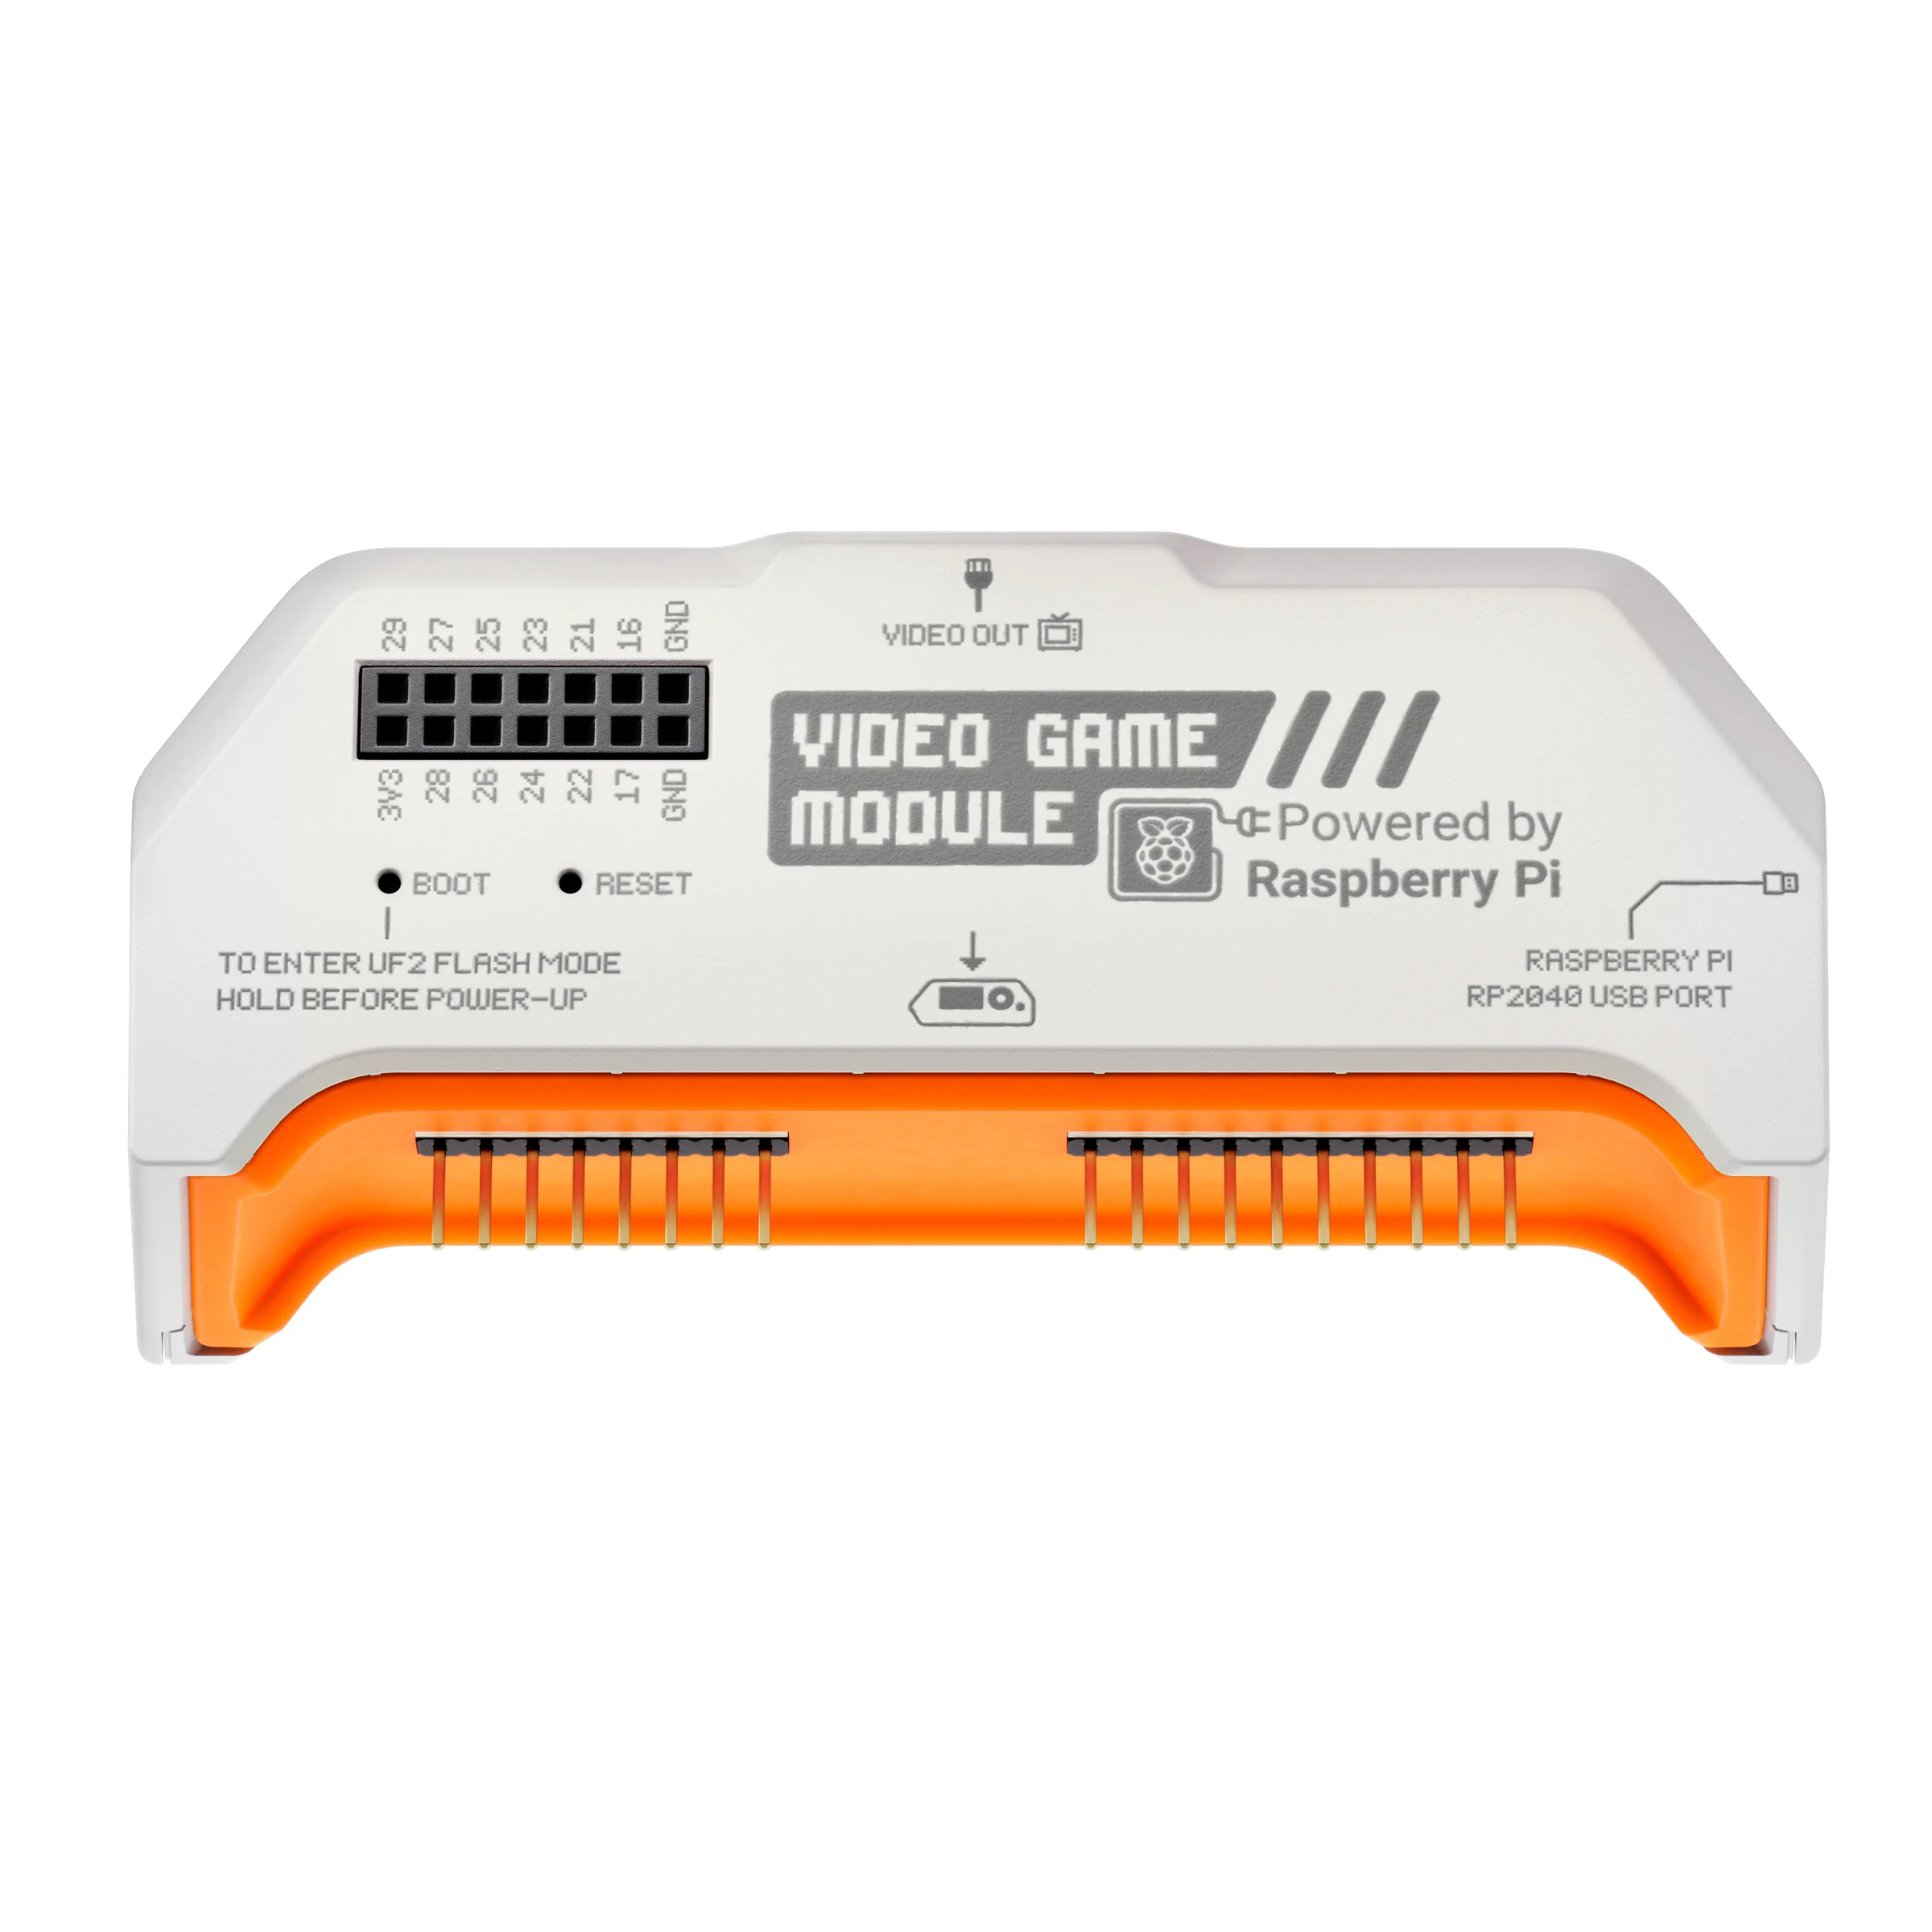 29 27 25 23 21 16 GND
3V3 28 26 24 22 17 GND
BOOT
RESET
TO ENTER UF2 FLASH MODE
HOLD BEFORE POWER-UP
VIDEO OUT
VIDEO GAME
MODULE
Powered by
Raspberry Pi
RASPBERRY PI
RP2040 USB PORT